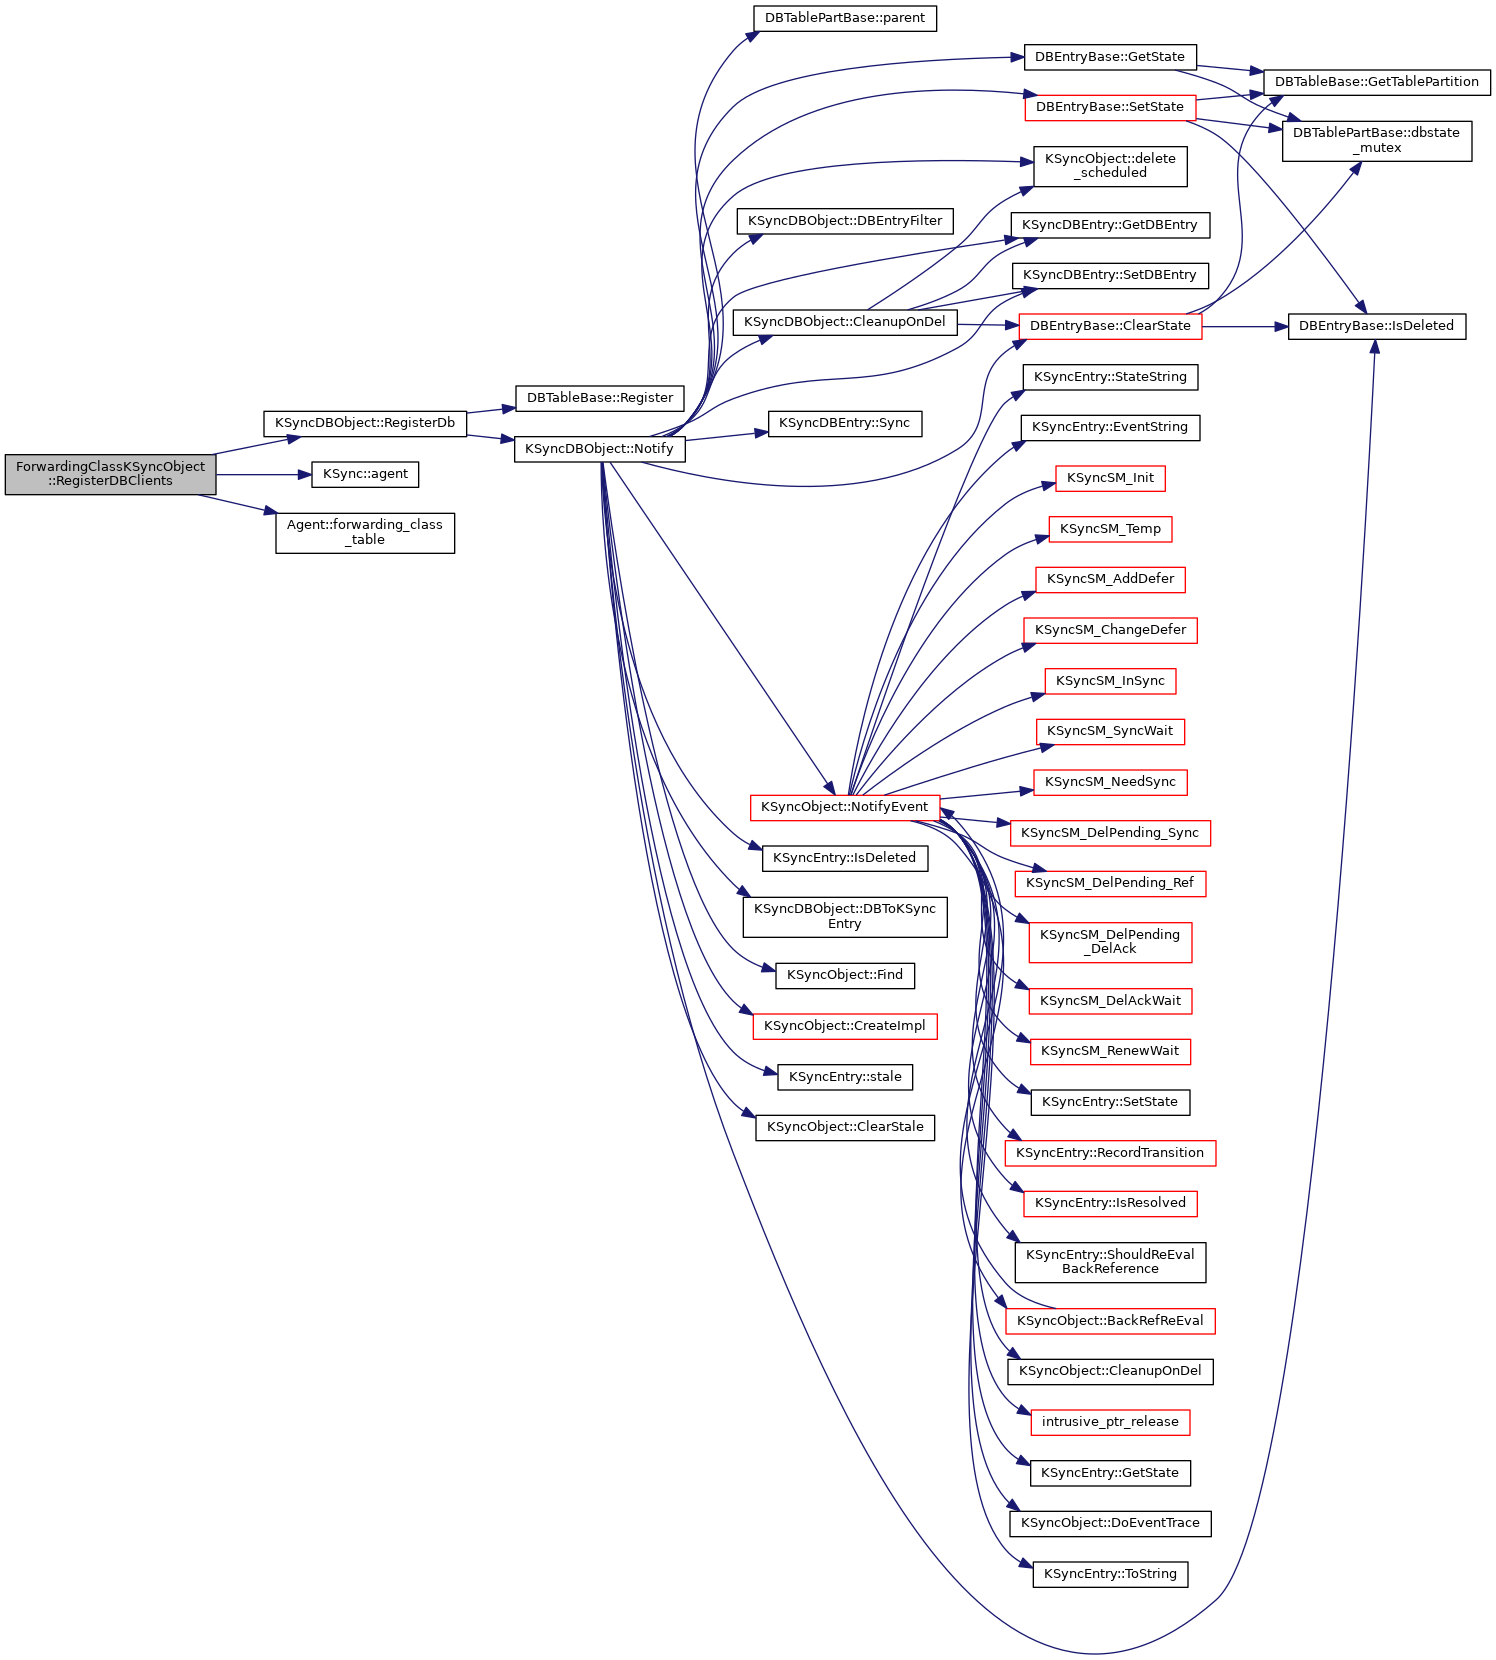 ForwardingClassKSyncObject
::RegisterDBClients
KSyncDBObject::RegisterDb
KSync::agent
Agent::forwarding_class
_table
DBTableBase::Register
KSyncDBObject::Notify
DBTablePartBase::parent
KSyncDBObject::DBEntryFilter
KSyncDBObject::CleanupOnDel
KSyncDBEntry::Sync
KSyncObject::NotifyEvent
KSyncEntry::IsDeleted
KSyncDBObject::DBToKSync
Entry
KSyncObject::Find
KSyncObject::CreateImpl
KSyncEntry::stale
KSyncObject::ClearStale
DBEntryBase::GetState
DBEntryBase::SetState
KSyncObject::delete
_scheduled
KSyncDBEntry::GetDBEntry
KSyncDBEntry::SetDBEntry
DBEntryBase::ClearState
KSyncEntry::StateString
KSyncEntry::EventString
KSyncSM_Init
KSyncSM_Temp
KSyncSM_AddDefer
KSyncSM_ChangeDefer
KSyncSM_InSync
KSyncSM_SyncWait
KSyncSM_NeedSync
KSyncSM_DelPending_Sync
KSyncSM_DelPending_Ref
KSyncSM_DelPending
_DelAck
KSyncSM_DelAckWait
KSyncSM_RenewWait
KSyncEntry::SetState
KSyncEntry::RecordTransition
KSyncEntry::IsResolved
KSyncEntry::ShouldReEval
BackReference
KSyncObject::BackRefReEval
KSyncObject::CleanupOnDel
intrusive_ptr_release
KSyncEntry::GetState
KSyncObject::DoEventTrace
KSyncEntry::ToString
DBTableBase::GetTablePartition
DBTablePartBase::dbstate
_mutex
DBEntryBase::IsDeleted